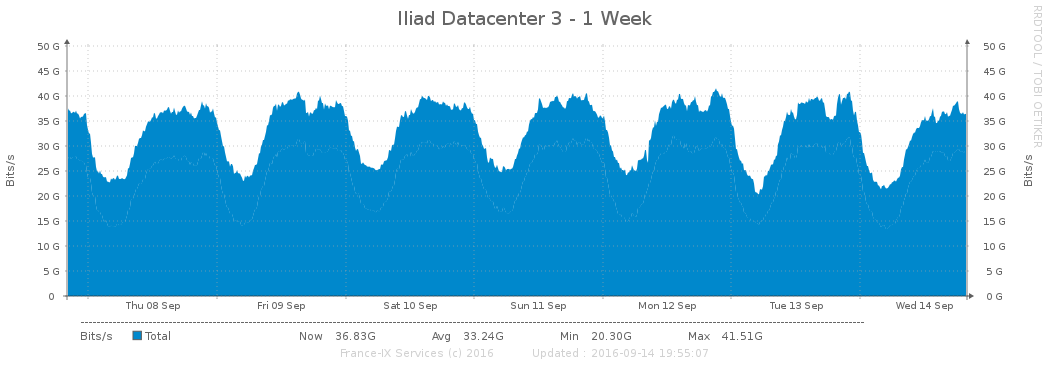 Iliad Datacenter 3 - 1 Week
RRDTOOL / TOBI OETIKER
50 G 50 G
45 G 45 G
40 G 40 G
35 G 35 G
30 G 30 G
25 G 25 G
20 G 20 G
15 G 15 G
10 G 10 G
5 G 5 G
0 0 G
Bits/s
Bits/s
Thu 08 Sep Fri 09 Sep Sat 10 Sep Sun 11 Sep Mon 12 Sep Tue 13 Sep Wed 14 Sep
Bits/s Total Now 36.83G Avg 33.24G Min 20.30G Max 41.51G
France-IX Services (c) 2016 Updated : 2016-09-14 19:55:07